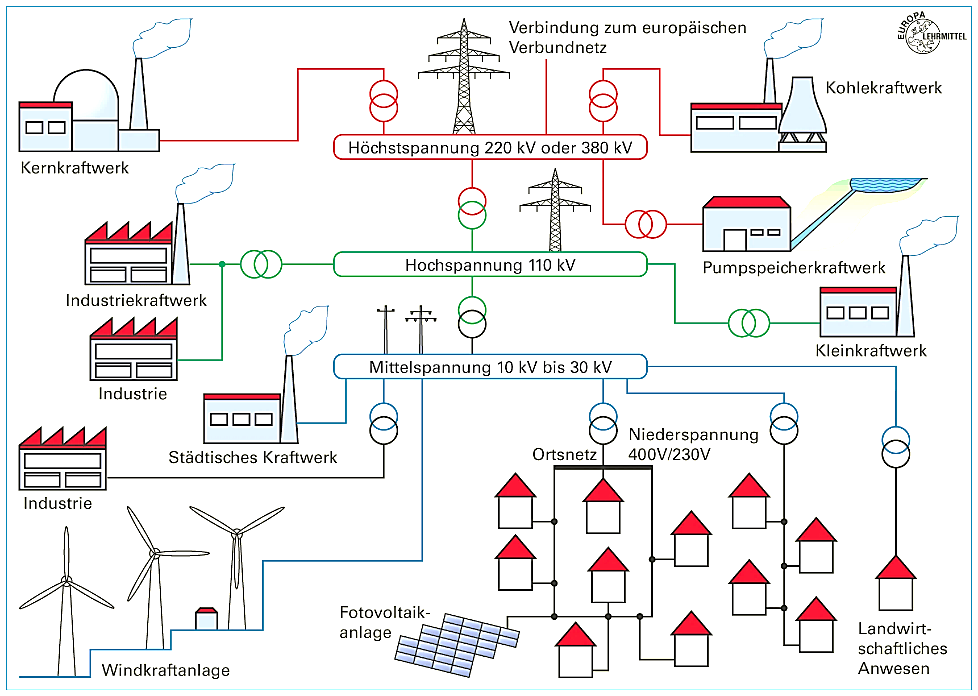 Verbindung zum europäischen
Verbundnetz
EUROPA
LEHRMITTEL
Kohlekraftwerk
Höchstspannung 220 kV oder 380 kV
Kernkraftwerk
Hochspannung 110 kV
Pumpspeicherkraftwerk
Industriekraftwerk
Kleinkraftwerk
Mittelspannung 10 kV bis 30 kV
Industrie
Städtisches Kraftwerk
Ortsnetz
Niederspannung
400V/230V
Industrie
Fotovoltaik-
anlage
Landwirt-
schaftliches
Anwesen
Windkraftanlage